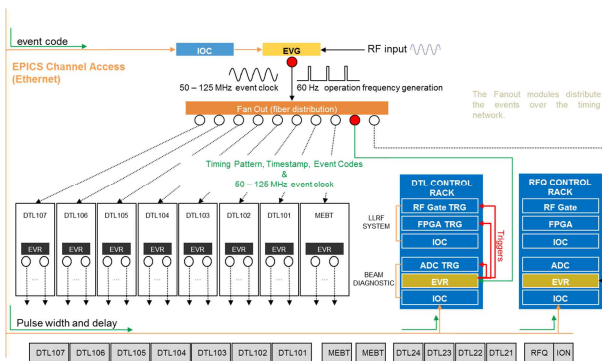 event code
IOC
EVG
RF input
EPICS Channel Access
(Ethernet)
50 – 125 MHz event clock
60 Hz operation frequency generation
The Fanout modules distribute
the events over the timing
network.
Fan Out (fiber distribution)
Timing Pattern, Timestamp, Event Codes
&
50 – 125 MHz event clock
DTL107
DTL106
DTL105
DTL104
DTL103
DTL102
DTL101
MEBT
EVR
EVR
EVR
EVR
EVR
EVR
EVR
EVR
LLRF
SYSTEM
BEAM
DIAGNOSTIC
DTL CONTROL
RACK
RF Gate TRG
FPGA TRG
IOC
ADC TRG
EVR
IOC
Triggers
RFQ CONTROL
RACK
RF Gate
FPGA
IOC
ADC
EVR
IOC
Pulse width and delay
DTL107
DTL106
DTL105
DTL104
DTL103
DTL102
DTL101
MEBT
MEBT
DTL24
DTL23
DTL22
DTL21
RFQ
ION